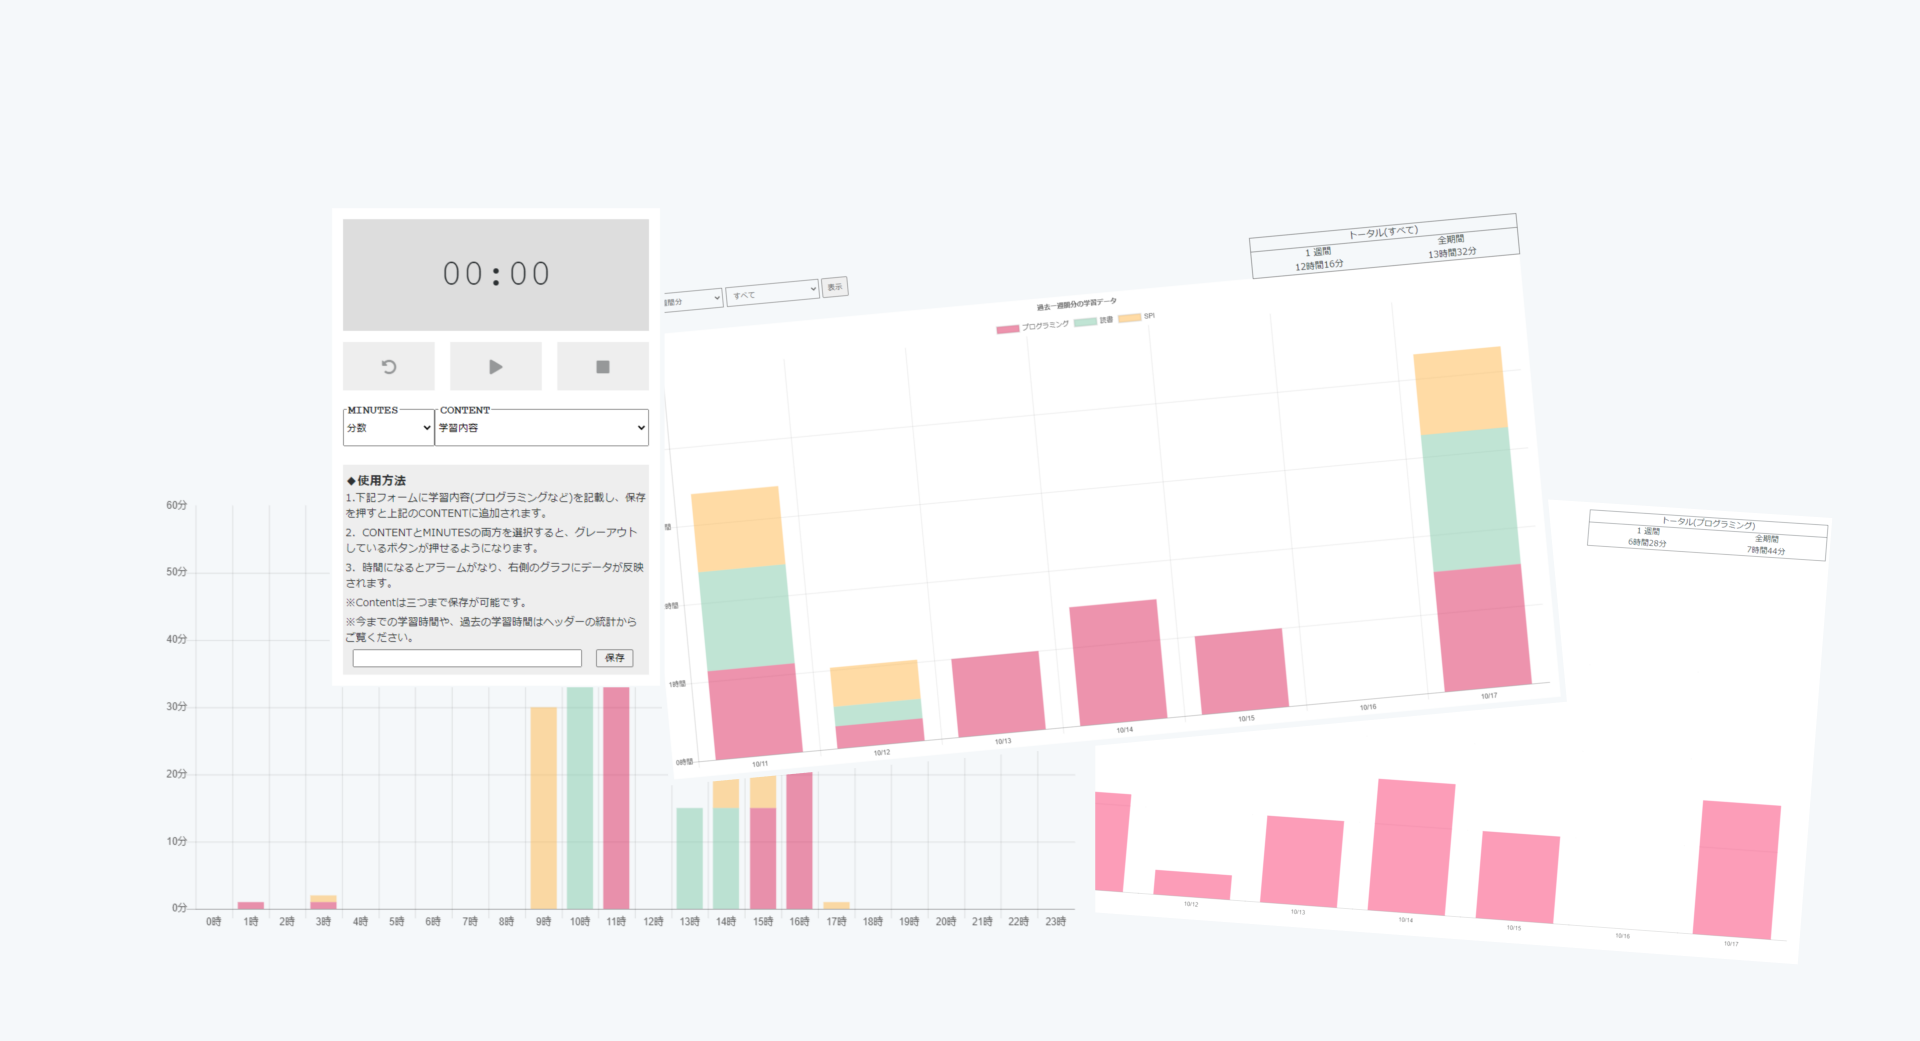 00:00
MINUTES
CONTENT
分数
学習内容
◆使用方法
1.下記フォームに学習内容(プログラミングなど)を記載し、保存
を押すと上記のCONTENTに追加されます。
2、CONTENTとMINUTESの両方を選択すると、グレーアウト
しているボタンが押せるようになります。
3、時間になるとアラームがなり、右側のグラフにデータが反映
されます。
※Contentは三つまで保存が可能です。
※今までの学習時間や、過去の学習時間はヘッダーの統計から
ご覧ください。
保存
60分
50分
40分
30分
20分
10分
0分
0時 1時 2時 3時 4時 5時 6時 7時 8時 9時 10時 11時 12時 13時 14時 15時 16時 17時 18時 19時 20時 21時 22時 23時
間分
すべて
表示
トータル(すべて)
1 週間 全期間
12時間16分 13時間32分
過去一週間分の学習データ
プログラミング 読書 SPI
間
時間
1時間
0時間
10/11 10/12 10/13 10/14 10/15 10/16 10/17
トータル(プログラミング)
1 週間 全期間
6時間28分 7時間44分
10/12 10/13 10/14 10/15 10/16 10/17